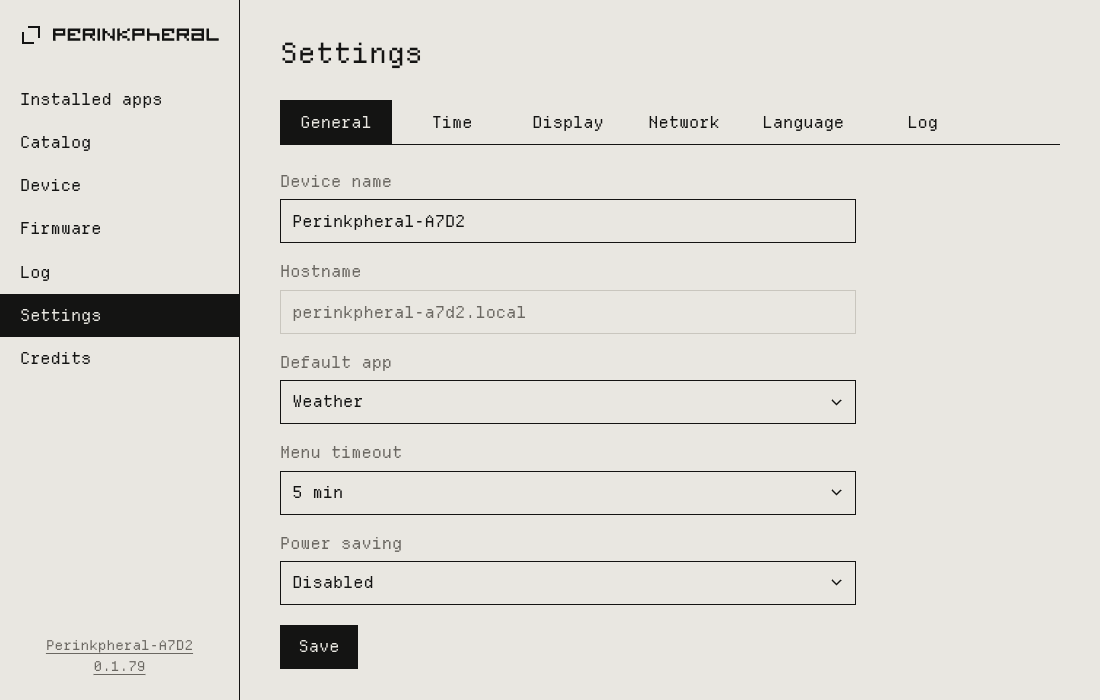 PERINKPHERAL
Installed apps
Catalog
Device
Firmware
Log
Settings
Credits
Perinkpheral-A7D2
0.1.79
Settings
General Time Display Network Language Log
Device name
Perinkpheral-A7D2
Hostname
perinkpheral-a7d2.local
Default app
Weather
Menu timeout
5 min
Power saving
Disabled
Save